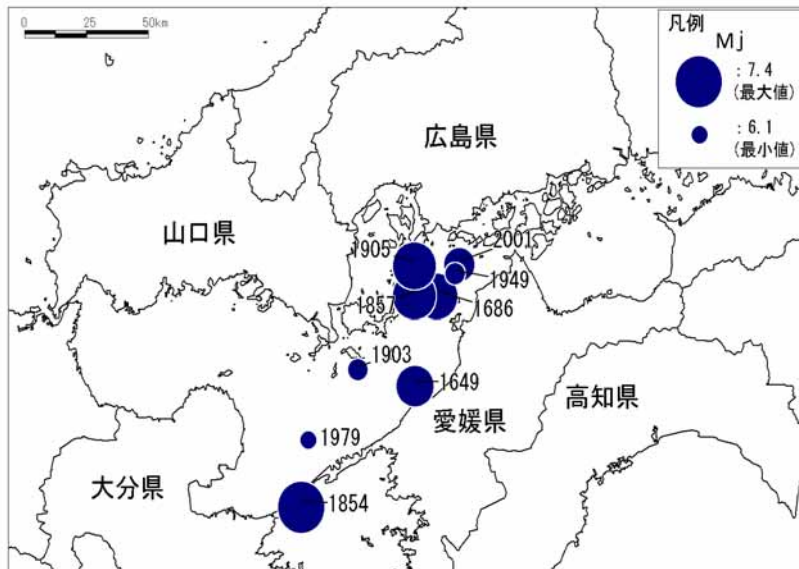 0 25 50km
凡例
Mj
：7.4
(最大値)
：6.1
(最小値)
広島県
山口県
1905
2001
1949
1857
1686
1903
1649
愛媛県
高知県
1979
大分県
1854